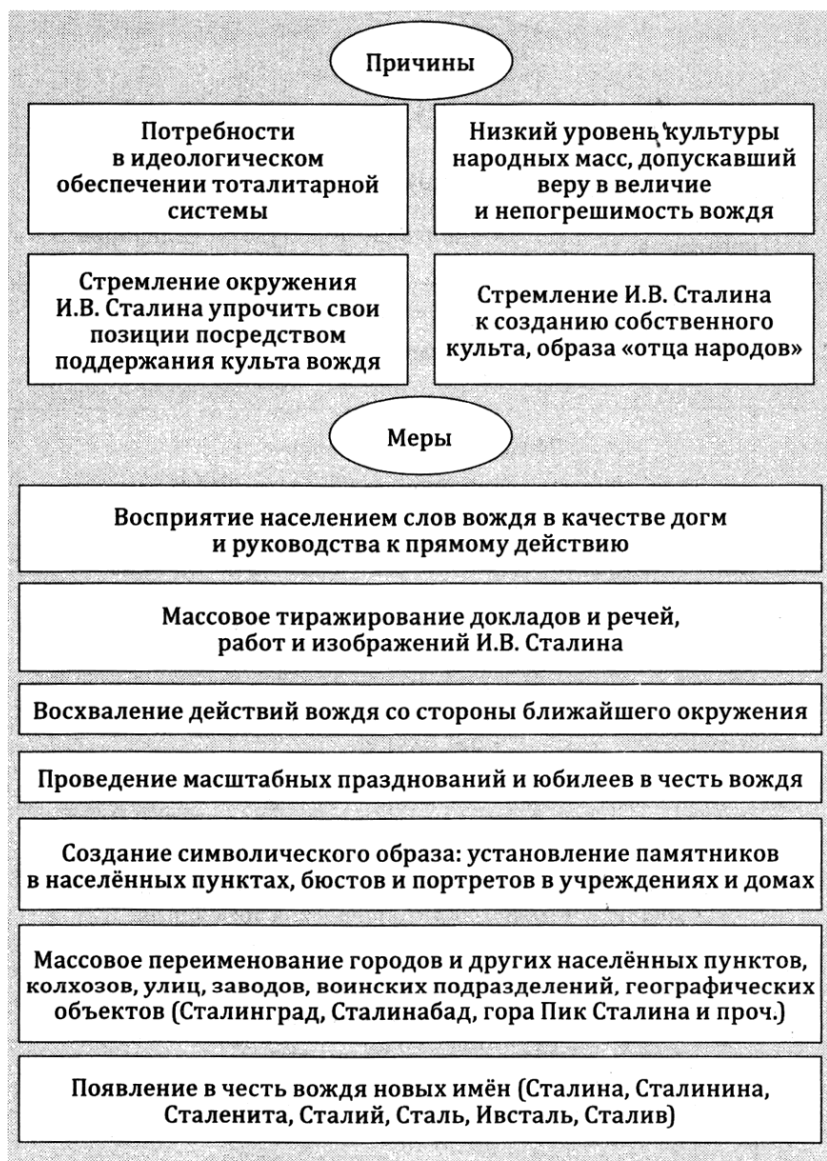 Причины
Потребности
в идеологическом
обеспечении тоталитарной
системы
Низкий уровень культуры
народных масс, допускавший
веру в величие
и непогрешимость вождя
Стремление окружения
И.В. Сталина упрочить свои
позиции посредством
поддержания культа вождя
Стремление И.В. Сталина
к созданию собственного
культа, образа «отца народов»
Меры
Восприятие населением слов вождя в качестве догм
и руководства к прямому действию
Массовое тиражирование докладов и речей,
работ и изображений И.В. Сталина
Восхваление действий вождя со стороны ближайшего окружения
Проведение масштабных празднований и юбилеев в честь вождя
Создание символического образа: установление памятников
в населённых пунктах, бюстов и портретов в учреждениях и домах
Массовое переименование городов и других населённых пунктов,
колхозов, улиц, заводов, воинских подразделений, географических
объектов (Сталинград, Сталинабад, гора Пик Сталина и проч.)
Появление в честь вождя новых имён (Сталина, Сталинина,
Сталенита, Сталий, Сталь, Ивсталь, Сталив)